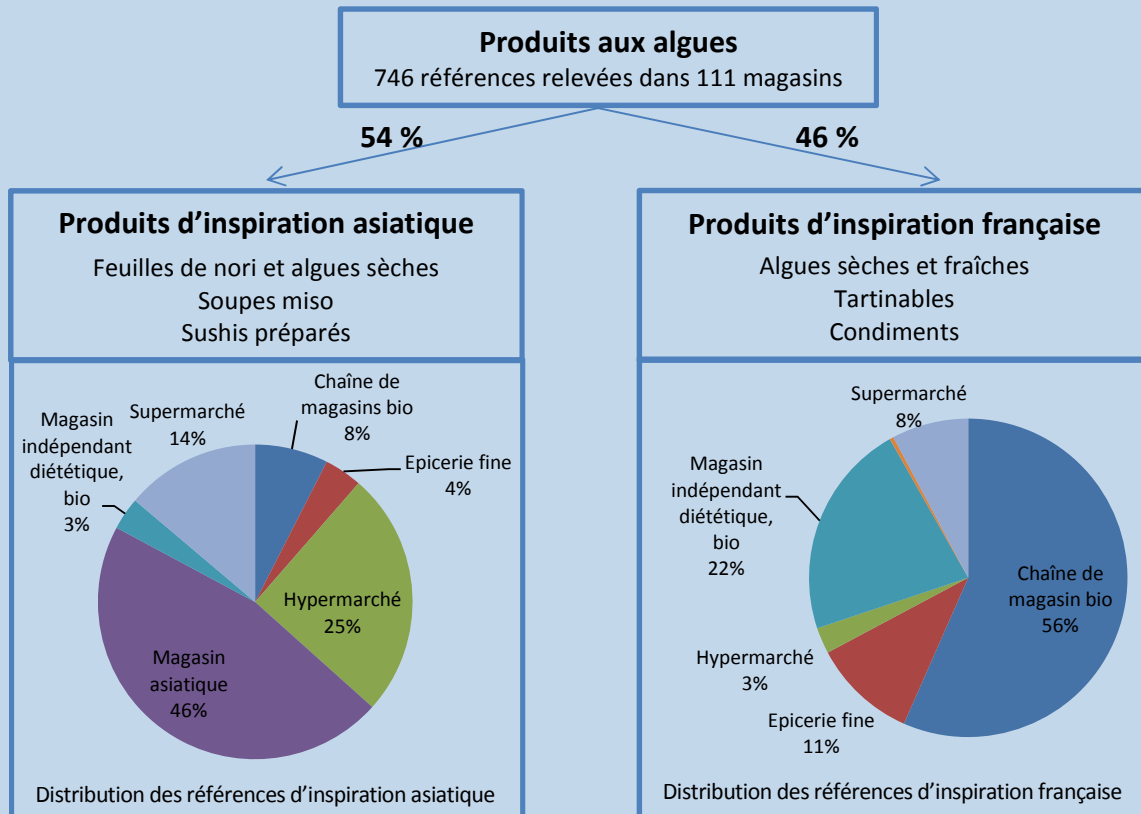 Produits aux algues
746 références relevées dans 111 magasins
54 %
46 %
Produits d'inspiration asiatique
Feuilles de nori et algues sèches
Soupes miso
Sushis préparés
Produits d'inspiration française
Algues sèches et fraîches
Tartinables
Condiments
Chaîne de
magasins bio
8%
Epicerie fine
4%
Hypermarché
25%
Magasin
asiatique
46%
Magasin
indépendant
diététique,
bio
3%
Supermarché
14%
Distribution des références d'inspiration asiatique
Supermarché
8%
Magasin
indépendant
diététique,
bio
22%
Hypermarché
3%
Epicerie fine
11%
Chaîne de
magasin bio
56%
Distribution des références d'inspiration française